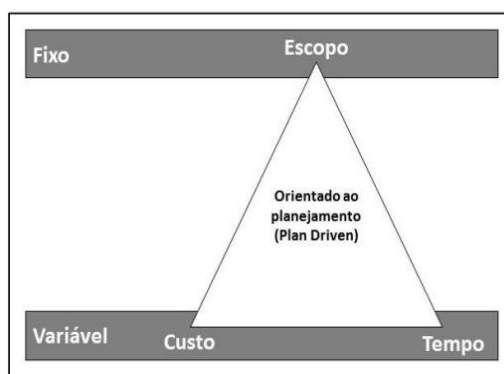 Fixo
Escopo
Orientado ao
planejamento
(Plan Driven)
Variável
Custo
Tempo